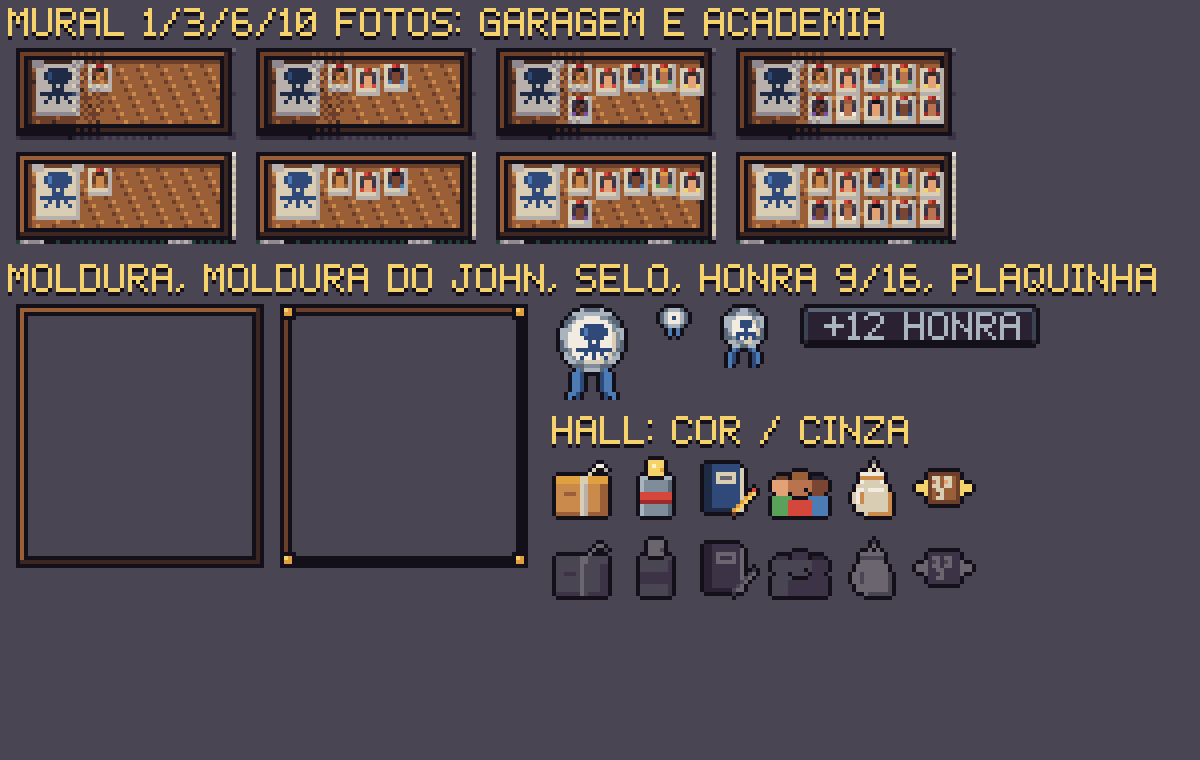 MURAL 1/3/6/10 FOTOS: GARAGEM E ACADEMIA
MOLDURA, MOLDURA DO JOHN, SELO, HONRA 9/16, PLAQUINHA
+12 HONRA
HALL: COR / CINZA